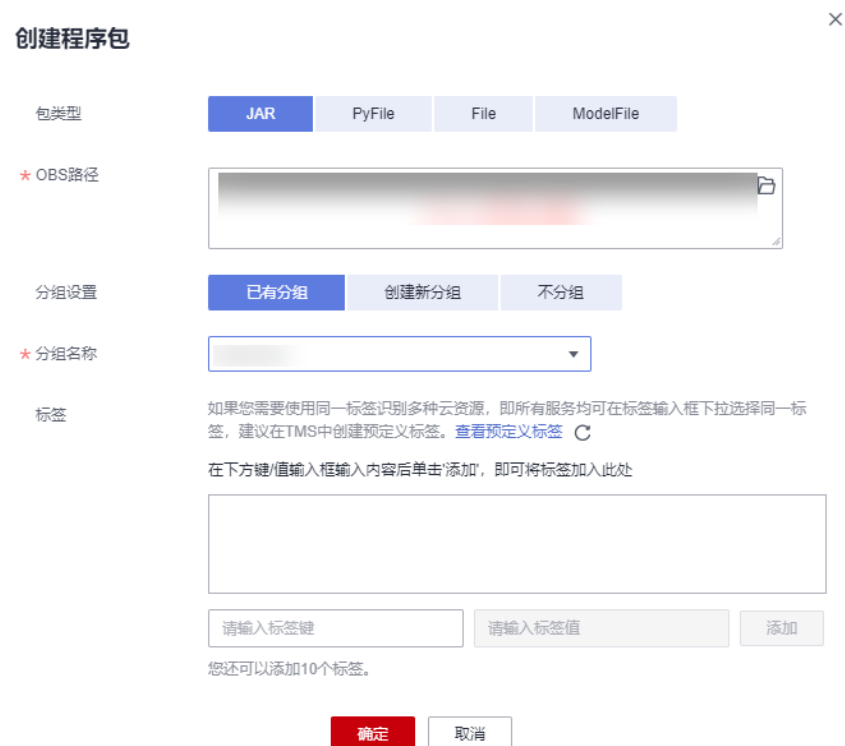 创建程序包
包类型
JAR PyFile File ModelFile
* OBS路径
分组设置
已有分组 创建新分组 不分组
* 分组名称
标签
如果您需要使用同一标签识别多种云资源，即所有服务均可在标签输入框下拉选择同一标
签，建议在TMS中创建预定义标签。查看预定义标签
在下方键/值输入框输入内容后单击'添加'，即可将标签加入此处
请输入标签键 请输入标签值 添加
您还可以添加10个标签。
确定 取消